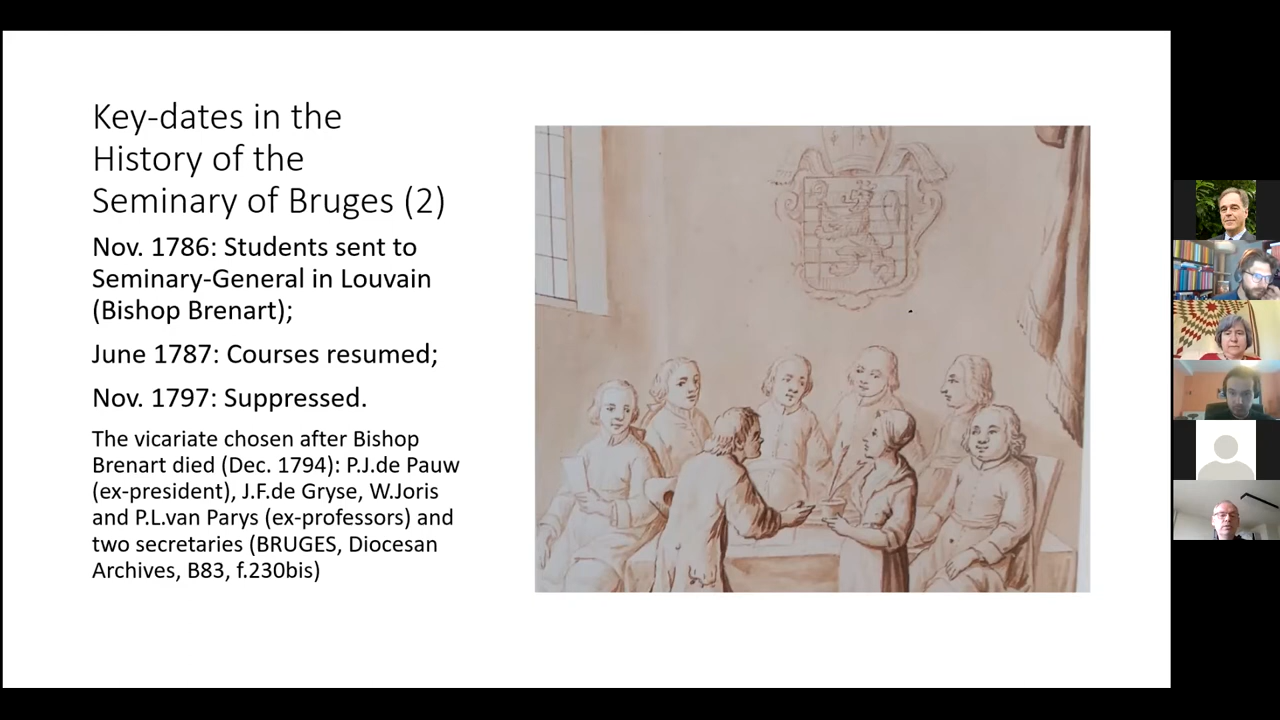 Key-dates in the
History of the
Seminary of Bruges (2)
Nov. 1786: Students sent to
Seminary-General in Louvain
(Bishop Brenart);
June 1787: Courses resumed;
Nov. 1797: Suppressed.
The vicariate chosen after Bishop
Brenart died (Dec. 1794): P.J.de Pauw
(ex-president), J.F.de Gryse, W.Joris
and P.L.van Parys (ex-professors) and
two secretaries (BRUGES, Diocesan
Archives, B83, f.230bis)